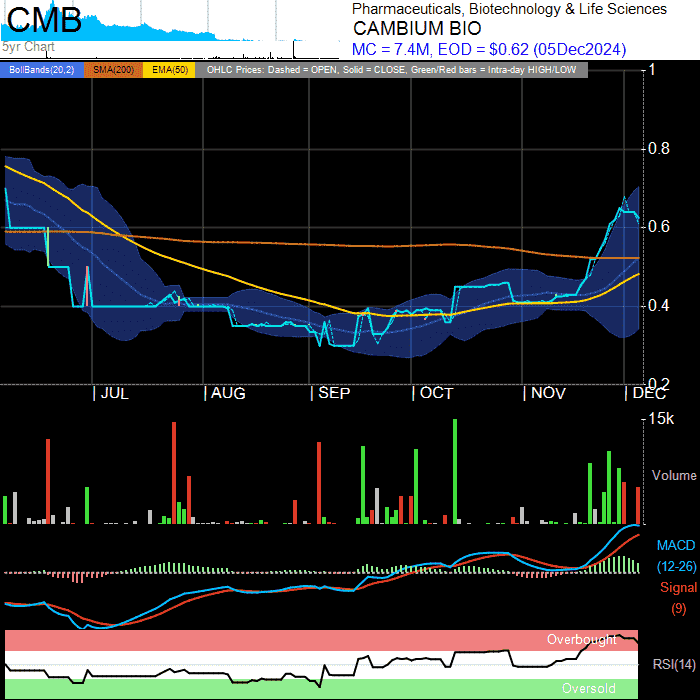 CMB
Pharmaceuticals, Biotechnology & Life Sciences
CAMBIUM BIO
MC = 7.4M, EOD = $0.62 (05Dec2024)
5yr Chart
BollBands(20,2) SMA(200) EMA(50) OHLC Prices: Dashed = OPEN, Solid = CLOSE, Green/Red bars = Intra-day HIGH/LOW
1
0.8
0.6
0.4
0.2
JUL AUG SEP OCT NOV DEC
15k
Volume
MACD
(12-26)
Signal
(9)
Overbought
RSI(14)
Oversold